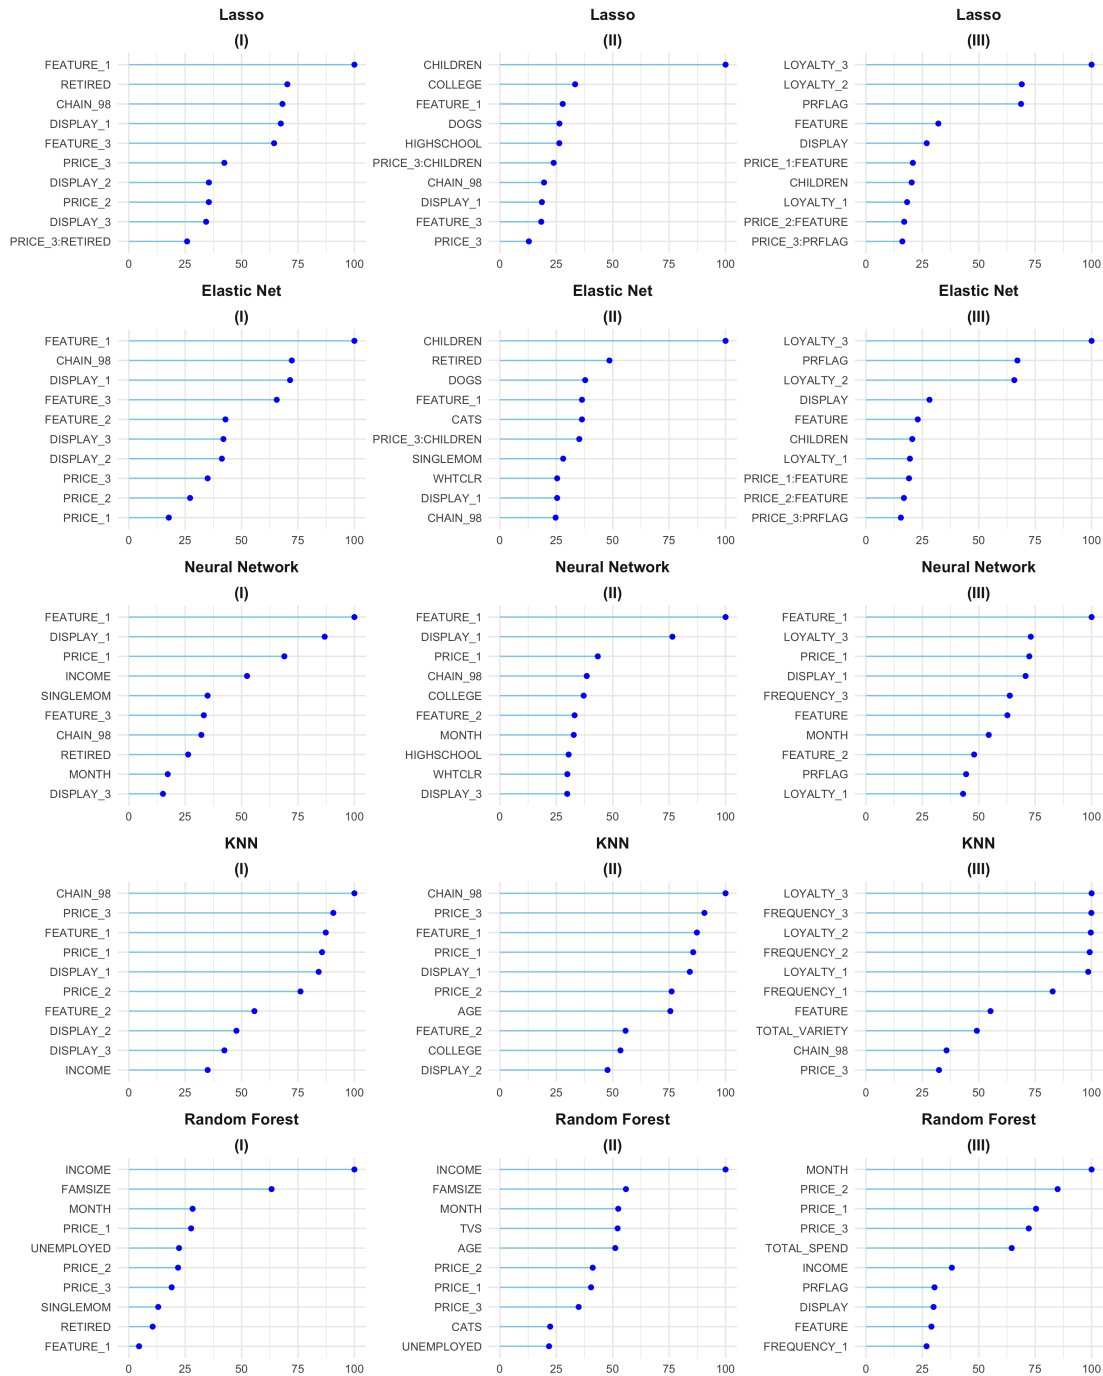 Lasso
(I)
FEATURE_1
RETIRED
CHAIN_98
DISPLAY_1
FEATURE_3
PRICE_3
DISPLAY_2
PRICE_2
DISPLAY_3
PRICE_3:RETIRED
0 25 50 75 100
Lasso
(II)
CHILDREN
COLLEGE
FEATURE_1
DOGS
HIGHSCHOOL
PRICE_3:CHILDREN
CHAIN_98
DISPLAY_1
FEATURE_3
PRICE_3
0 25 50 75 100
Lasso
(III)
LOYALTY_3
LOYALTY_2
PRFLAG
FEATURE
DISPLAY
PRICE_1:FEATURE
CHILDREN
LOYALTY_1
PRICE_2:FEATURE
PRICE_3:PRFLAG
0 25 50 75 100
Elastic Net
(I)
FEATURE_1
CHAIN_98
DISPLAY_1
FEATURE_3
FEATURE_2
DISPLAY_3
DISPLAY_2
PRICE_3
PRICE_2
PRICE_1
0 25 50 75 100
Elastic Net
(II)
CHILDREN
RETIRED
DOGS
FEATURE_1
CATS
PRICE_3:CHILDREN
SINGLEMOM
WHTCLR
DISPLAY_1
CHAIN_98
0 25 50 75 100
Elastic Net
(III)
LOYALTY_3
PRFLAG
LOYALTY_2
DISPLAY
FEATURE
CHILDREN
LOYALTY_1
PRICE_1:FEATURE
PRICE_2:FEATURE
PRICE_3:PRFLAG
0 25 50 75 100
Neural Network
(I)
FEATURE_1
DISPLAY_1
PRICE_1
INCOME
SINGLEMOM
FEATURE_3
CHAIN_98
RETIRED
MONTH
DISPLAY_3
0 25 50 75 100
Neural Network
(II)
FEATURE_1
DISPLAY_1
PRICE_1
CHAIN_98
COLLEGE
FEATURE_2
MONTH
HIGHSCHOOL
WHTCLR
DISPLAY_3
0 25 50 75 100
Neural Network
(III)
FEATURE_1
LOYALTY_3
PRICE_1
DISPLAY_1
FREQUENCY_3
FEATURE
MONTH
FEATURE_2
PRFLAG
LOYALTY_1
0 25 50 75 100
KNN
(I)
CHAIN_98
PRICE_3
FEATURE_1
PRICE_1
DISPLAY_1
PRICE_2
FEATURE_2
DISPLAY_2
DISPLAY_3
INCOME
0 25 50 75 100
KNN
(II)
CHAIN_98
PRICE_3
FEATURE_1
PRICE_1
DISPLAY_1
PRICE_2
AGE
FEATURE_2
COLLEGE
DISPLAY_2
0 25 50 75 100
KNN
(III)
LOYALTY_3
FREQUENCY_3
LOYALTY_2
FREQUENCY_2
LOYALTY_1
FREQUENCY_1
FEATURE
TOTAL_VARIETY
CHAIN_98
PRICE_3
0 25 50 75 100
Random Forest
(I)
INCOME
FAMSIZE
MONTH
PRICE_1
UNEMPLOYED
PRICE_2
PRICE_3
SINGLEMOM
RETIRED
FEATURE_1
0 25 50 75 100
Random Forest
(II)
INCOME
FAMSIZE
MONTH
TVS
AGE
PRICE_2
PRICE_1
PRICE_3
CATS
UNEMPLOYED
0 25 50 75 100
Random Forest
(III)
MONTH
PRICE_2
PRICE_1
PRICE_3
TOTAL_SPEND
INCOME
PRFLAG
DISPLAY
FEATURE
FREQUENCY_1
0 25 50 75 100